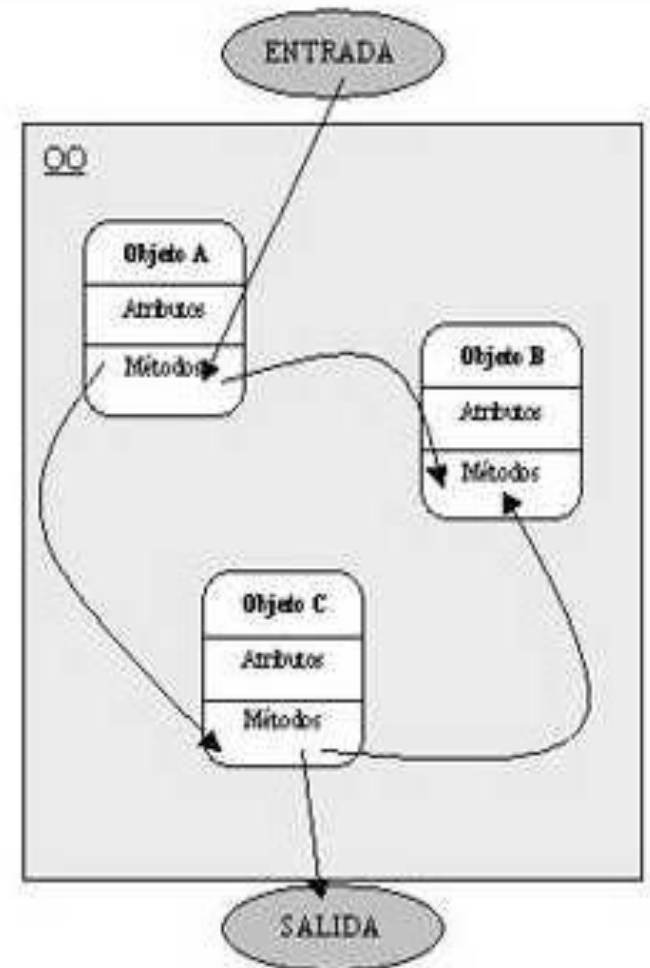 ENTRADA
OO
Objeto A
Atributos
Métodos
Objeto B
Atributos
Métodos
Objeto C
Atributos
Métodos
SALIDA